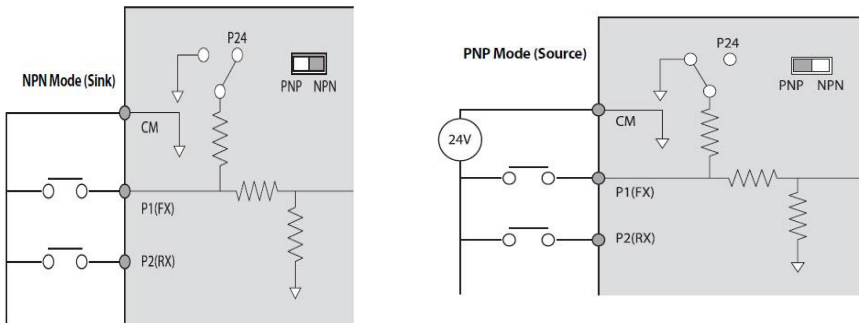 NPN Mode (Sink)
P24
PNP NPN
CM
P1(FX)
P2(RX)
PNP Mode (Source)
P24
PNP NPN
24V
CM
P1(FX)
P2(RX)